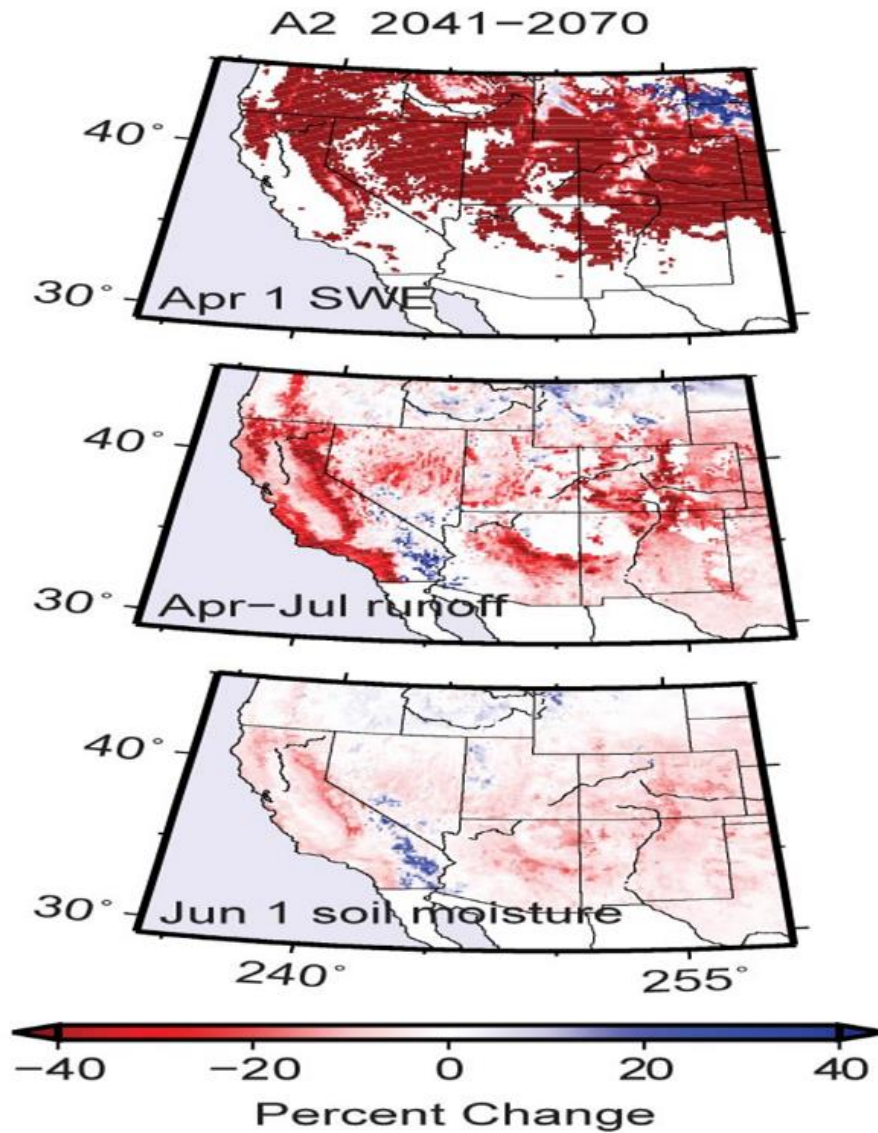 A2 2041−2070
40°
30°
Apr 1 SWE
40°
30°
Apr−Jul runoff
40°
30°
Jun 1 soil moisture
240° 255°
−40 −20 0 20 40
Percent Change